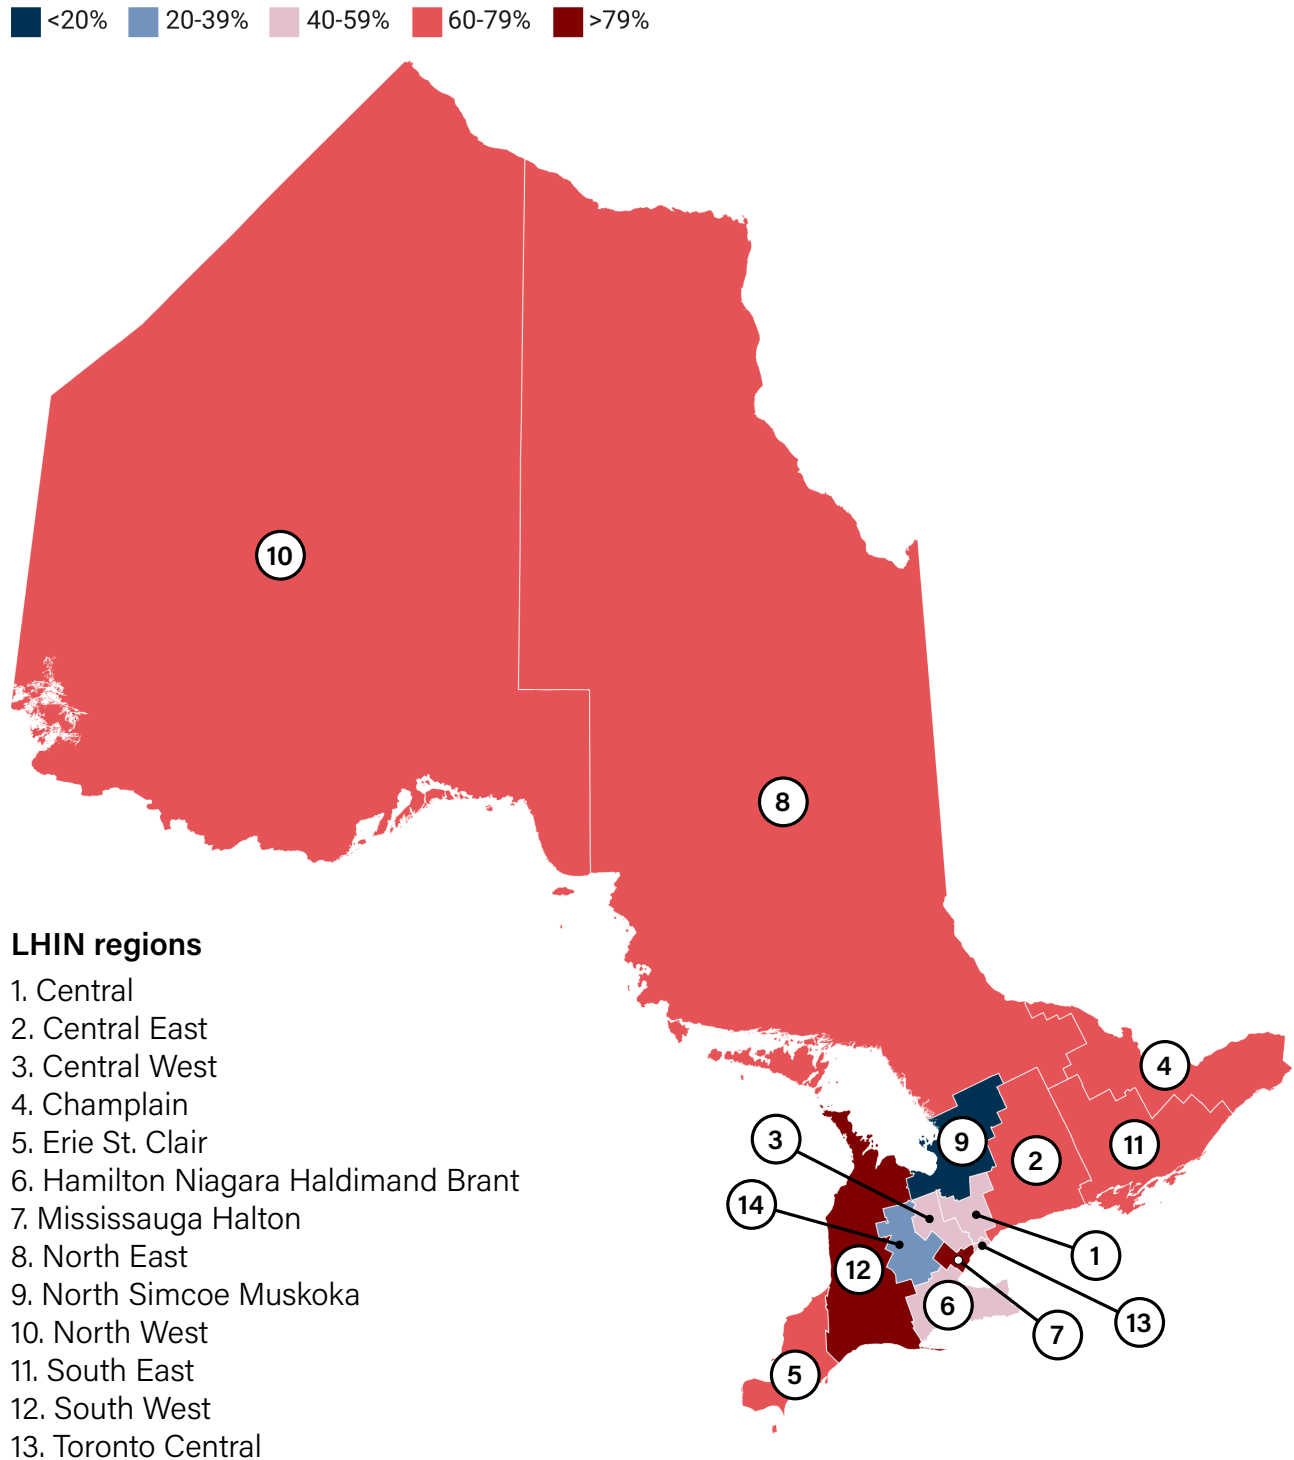 <20% 20-39% 40-59% 60-79% >79%
10
8
LHIN regions
1. Central
2. Central East
3. Central West
4. Champlain
5. Erie St. Clair
6. Hamilton Niagara Haldimand Brant
7. Mississauga Halton
8. North East
9. North Simcoe Muskoka
10. North West
11. South East
12. South West
13. Toronto Central
4
3
9
11
2
14
1
12
6
13
7
5